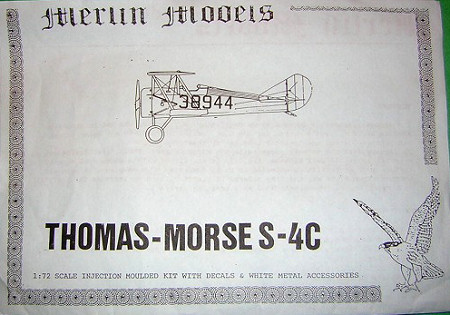 Merlin Models
38944
THOMAS-MORSE S-4C
1:72 SCALE INJECTION MOULDED KIT WITH DECALS & WHITE METAL ACCESSORIES